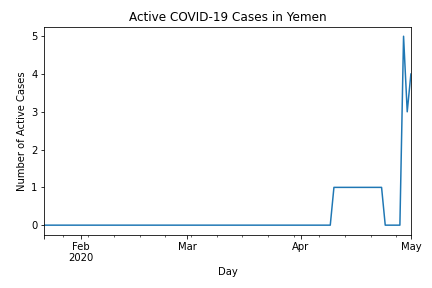 Active COVID-19 Cases in Yemen
Number of Active Cases
5
4
3
2
1
0
Feb
2020
Mar
Apr
May
Day